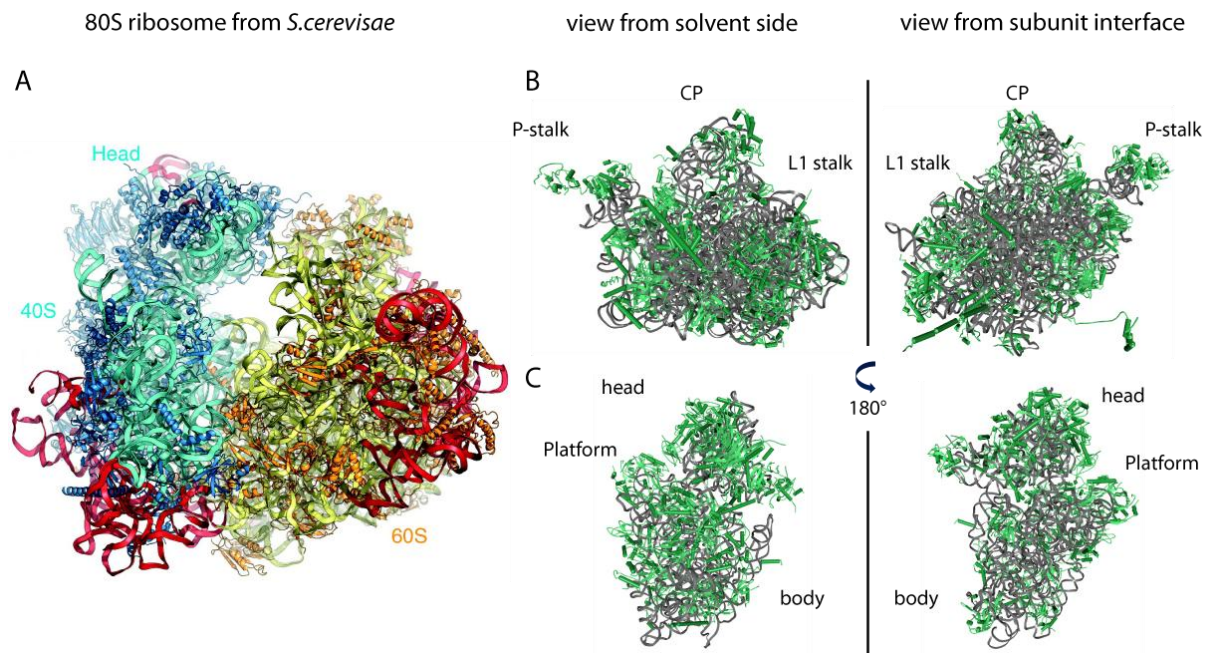 80S ribosome from S.cerevisae
view from solvent side
view from subunit interface
A
Head
40S
60S
B
CP
P-stalk
L1 stalk
CP
P-stalk
L1 stalk
C
head
Platform
body
180°
head
Platform
body